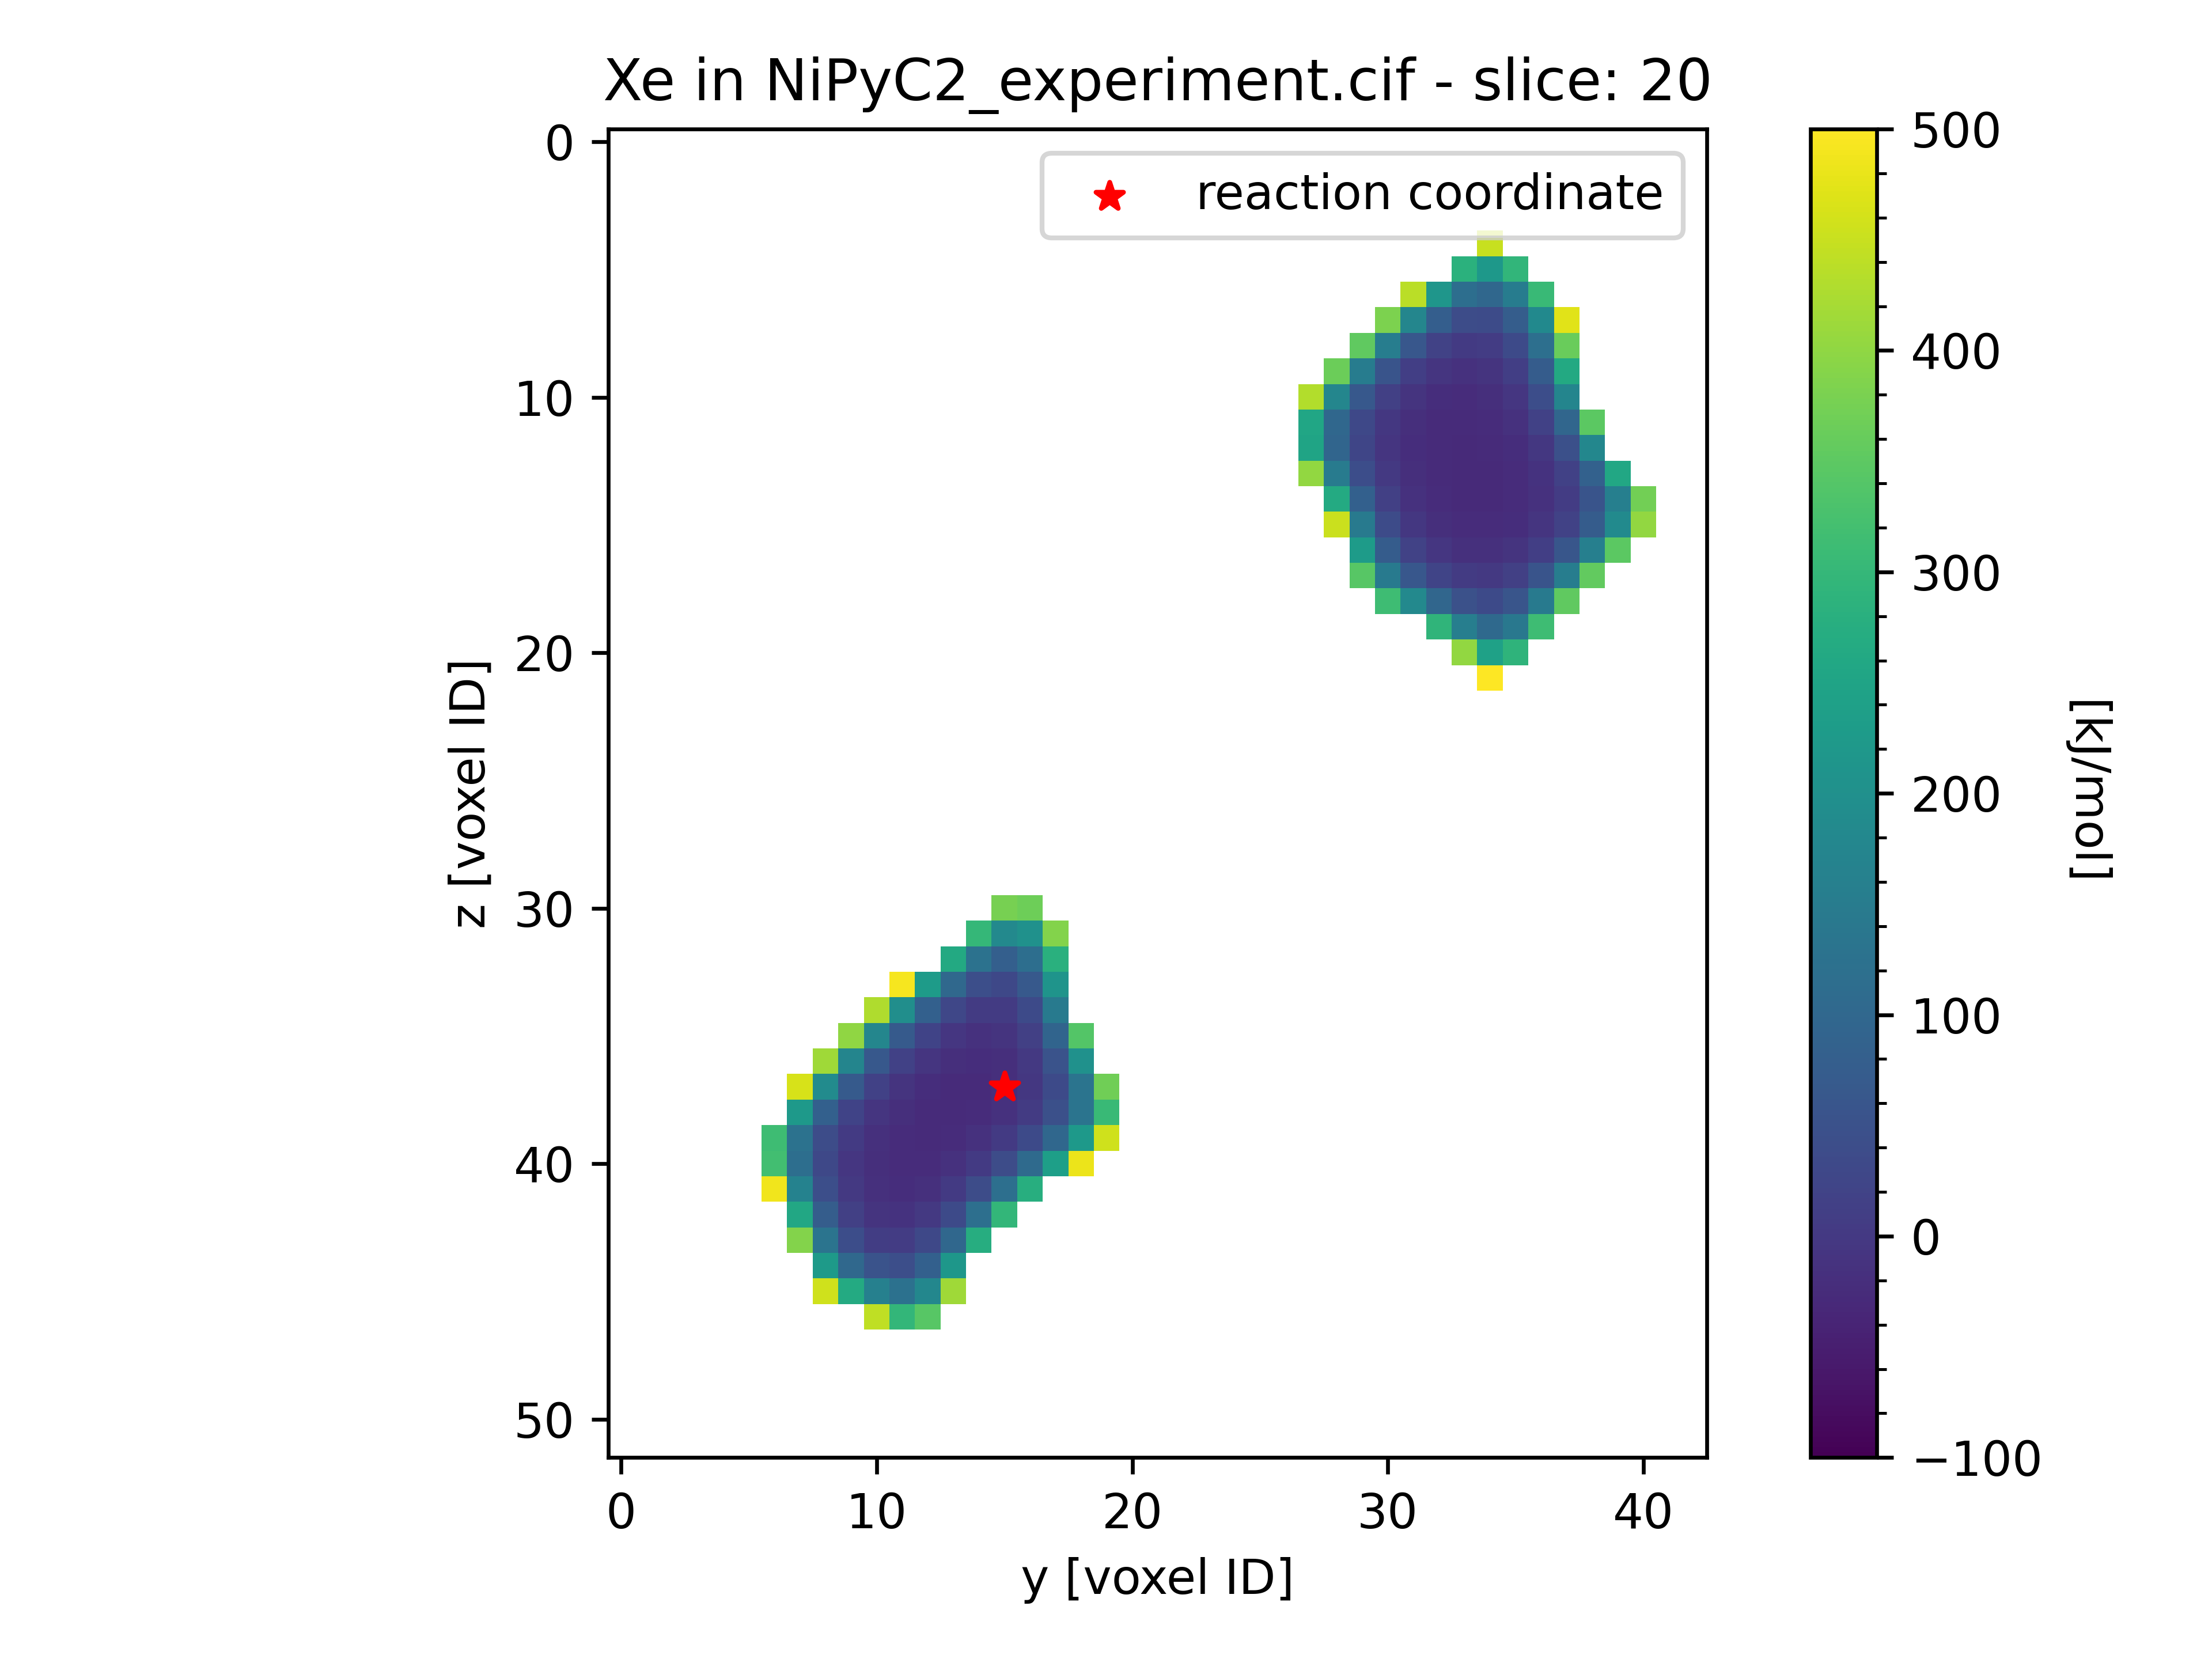 Xe in NiPyC2_experiment.cif - slice: 20
reaction coordinate
0
10
20
30
40
50
z [voxel ID]
0 10 20 30 40
y [voxel ID]
500
400
300
200
100
0
−100
[kJ/mol]